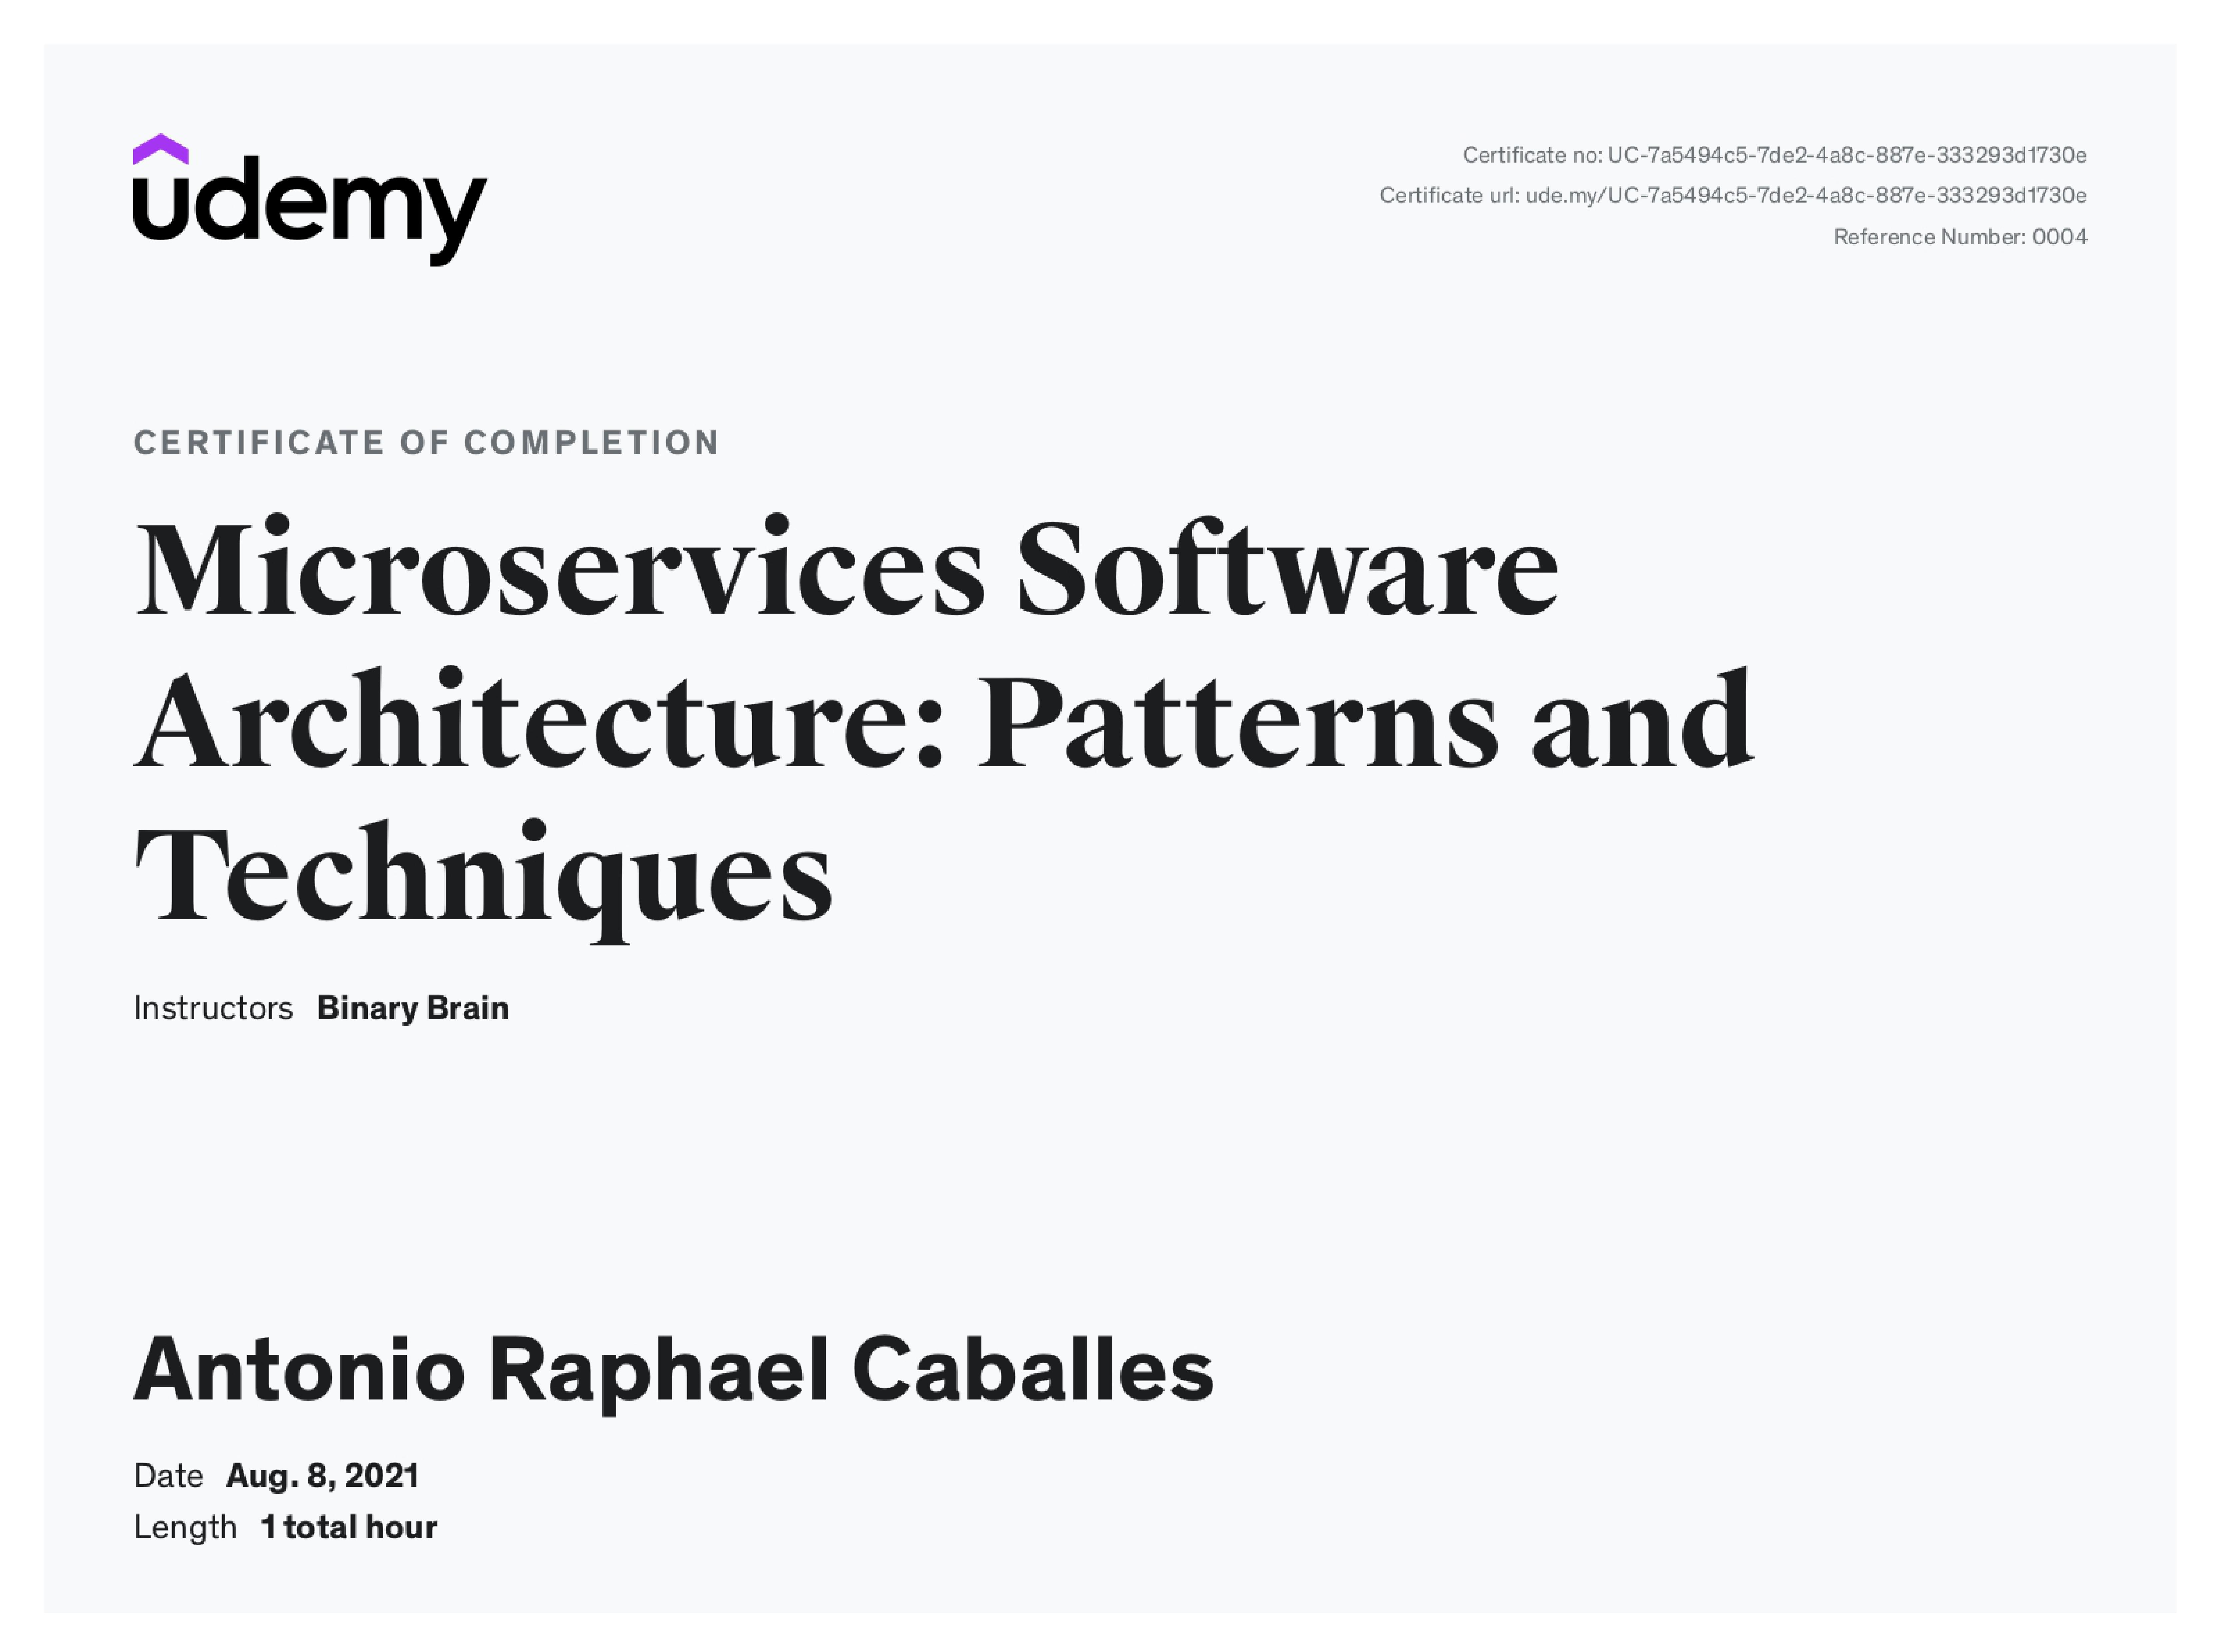 udemy
Certificate no: UC-7a5494c5-7de2-4a8c-887e-333293d1730e
Certificate url: ude.my/UC-7a5494c5-7de2-4a8c-887e-333293d1730e
Reference Number: 0004
CERTIFICATE OF COMPLETION
Microservices Software
Architecture: Patterns and
Techniques
Instructors Binary Brain
Antonio Raphael Caballes
Date Aug. 8, 2021
Length 1 total hour